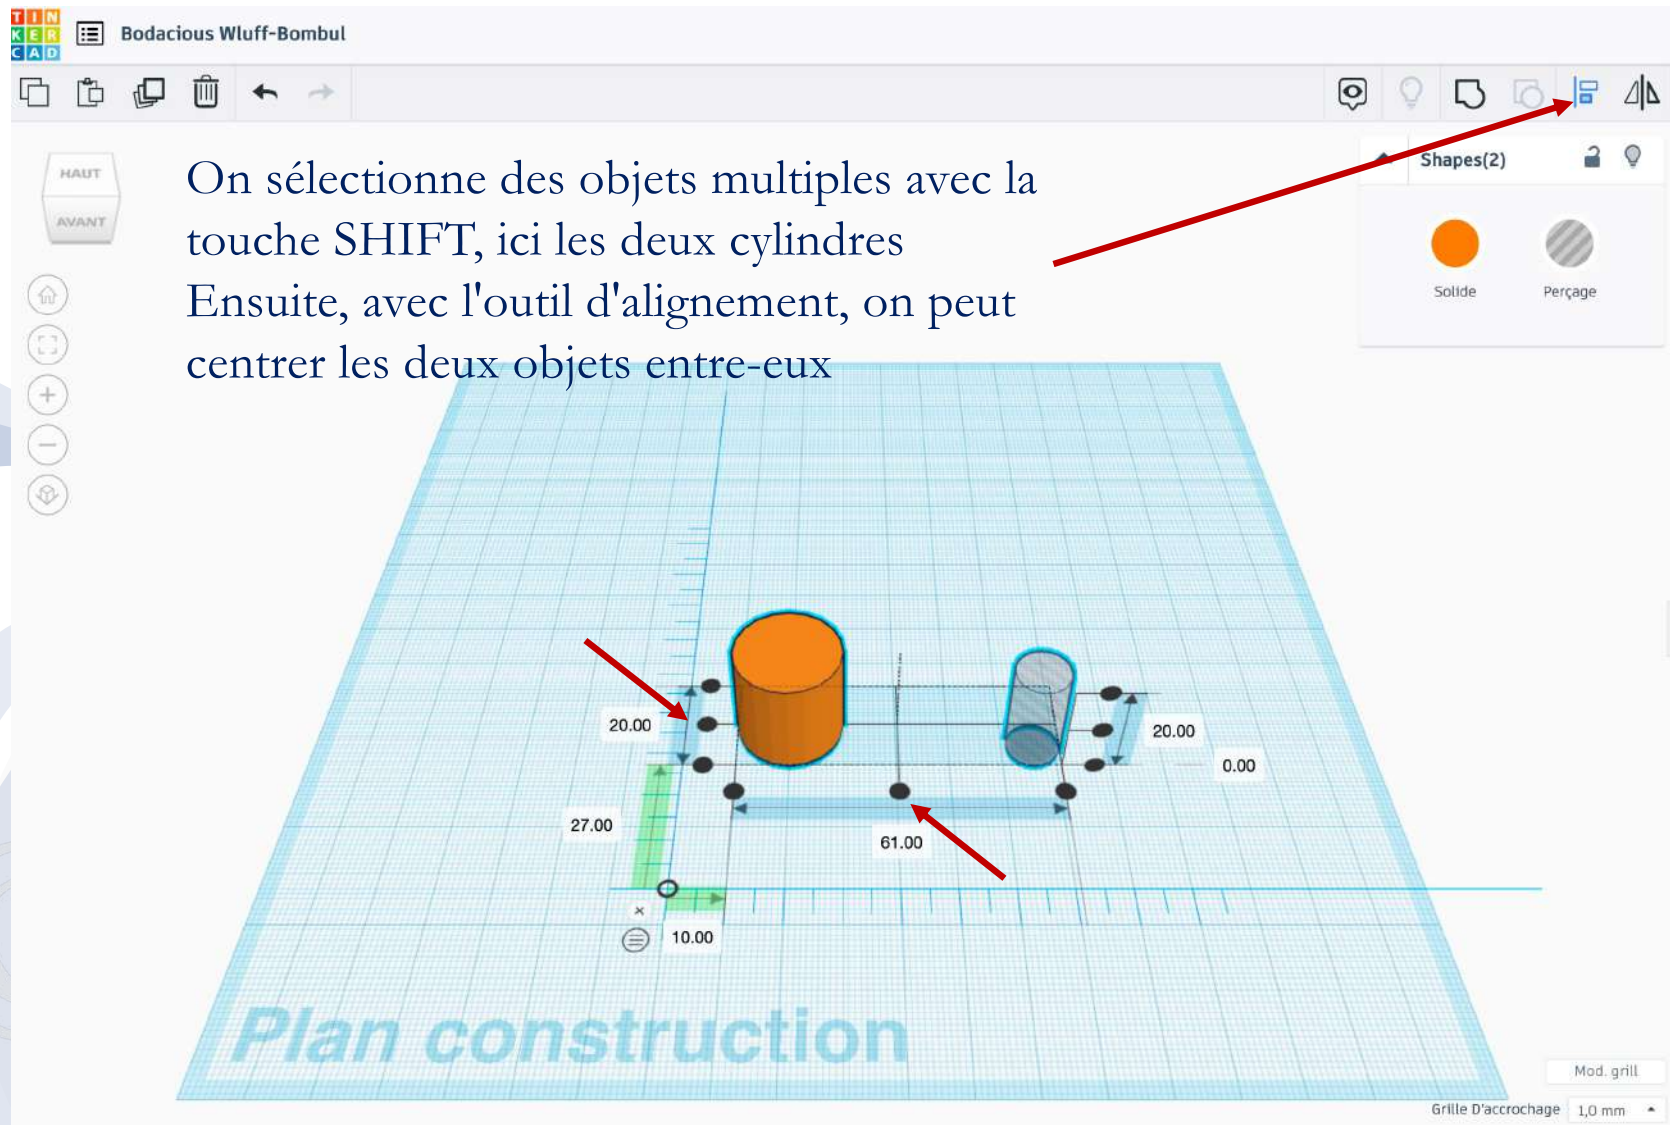 TIN
KER
CAD
Bodacious Wluff-Bombul
Shapes(2)
Solide
Perçage
HAUT
AVANT
On sélectionne des objets multiples avec la
touche SHIFT, ici les deux cylindres
Ensuite, avec l'outil d'alignement, on peut
centrer les deux objets entre-eux
20.00
20.00
0.00
27.00
61.00
10.00
Plan construction
Mod. grill
Grille D'accrochage 1,0 mm